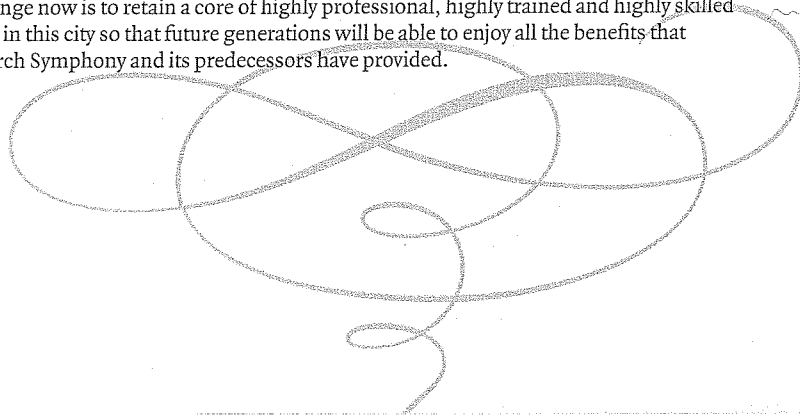 nge now is to retain a core of highly professional, highly trained and highly skilled
in this city so that future generations will be able to enjoy all the benefits that
rch Symphony and its predecessors have provided.